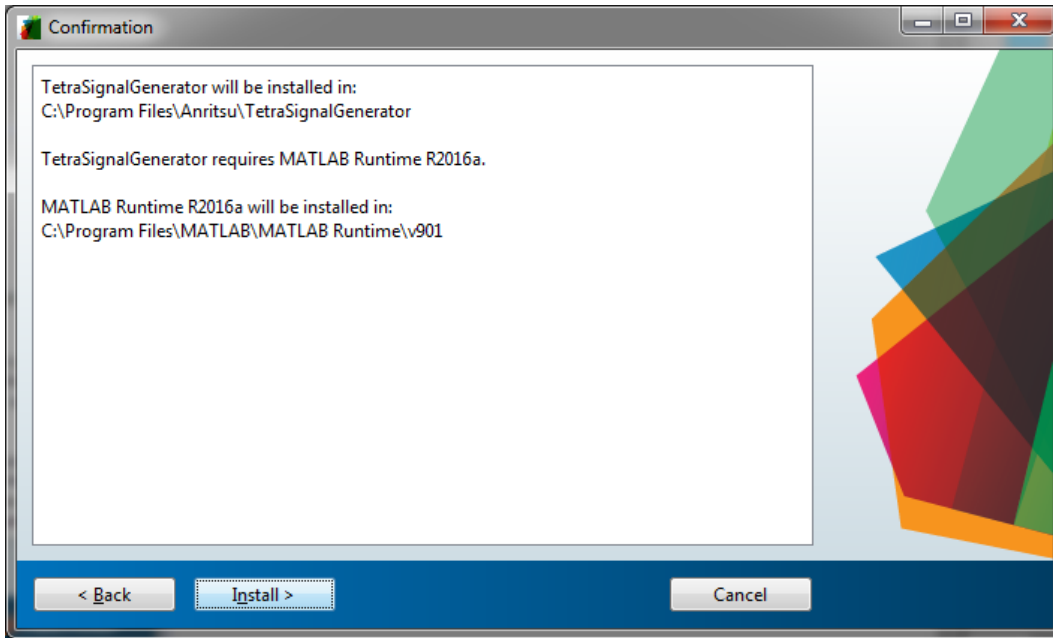 Confirmation
TetraSignalGenerator will be installed in:
C:\Program Files\Anritsu\TetraSignalGenerator
TetraSignalGenerator requires MATLAB Runtime R2016a.
MATLAB Runtime R2016a will be installed in:
C:\Program Files\MATLAB\MATLAB Runtime\v901
< Back
Install >
Cancel